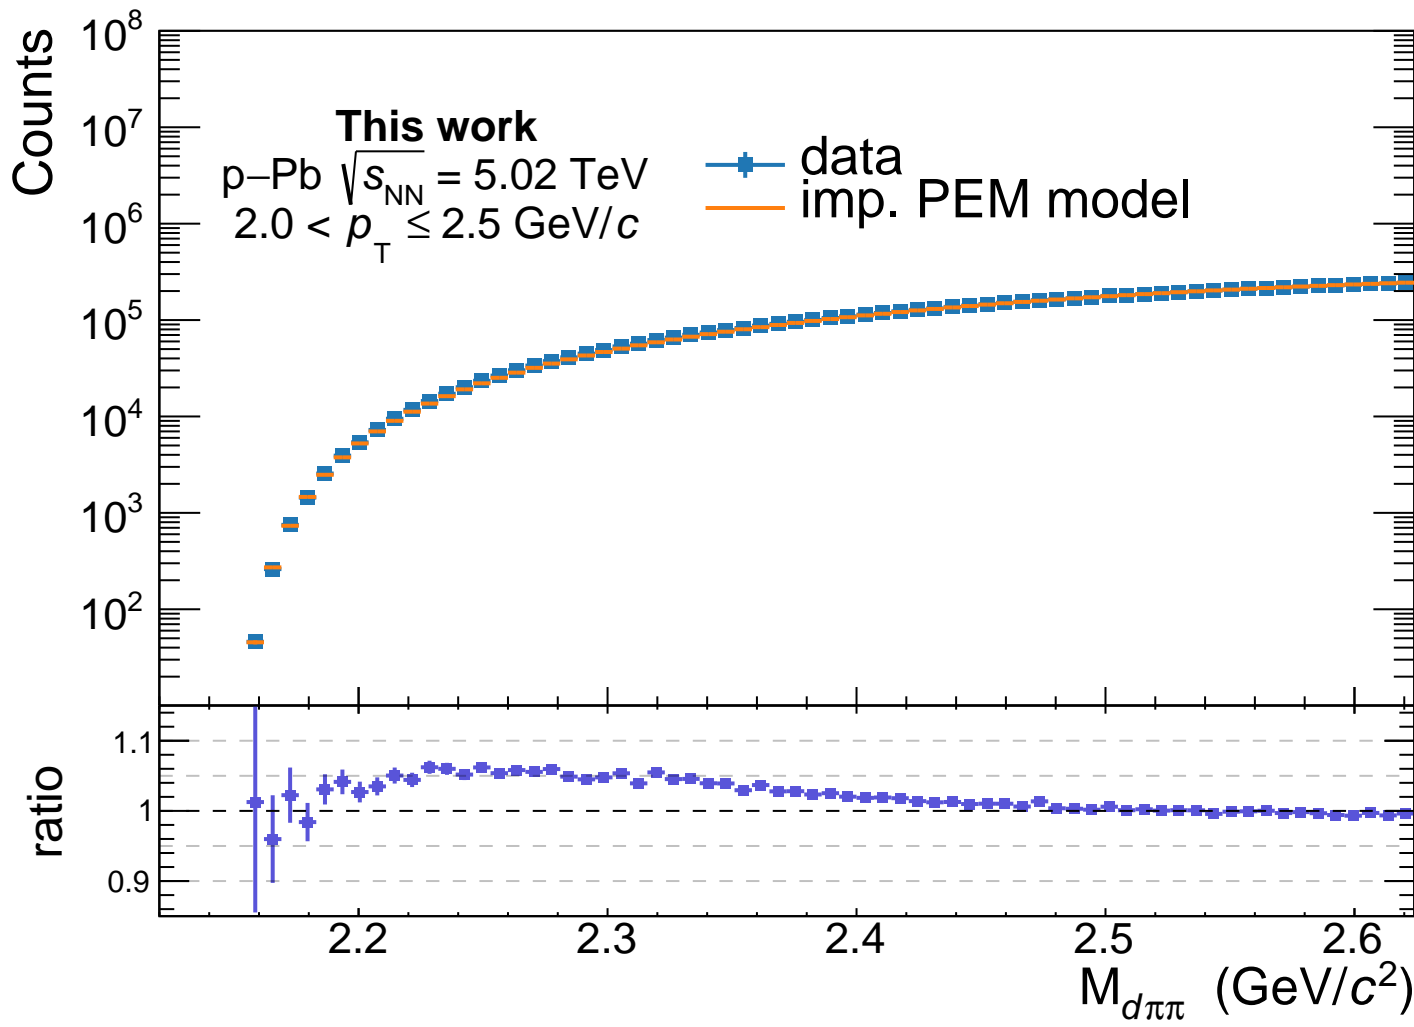 Counts
10^8
10^7
10^6
10^5
10^4
10^3
10^2
This work
p–Pb √s_NN = 5.02 TeV
2.0 < p_T ≤ 2.5 GeV/c
data
imp. PEM model
ratio
1.1
1
0.9
2.2 2.3 2.4 2.5 2.6
M_dππ (GeV/c^2)